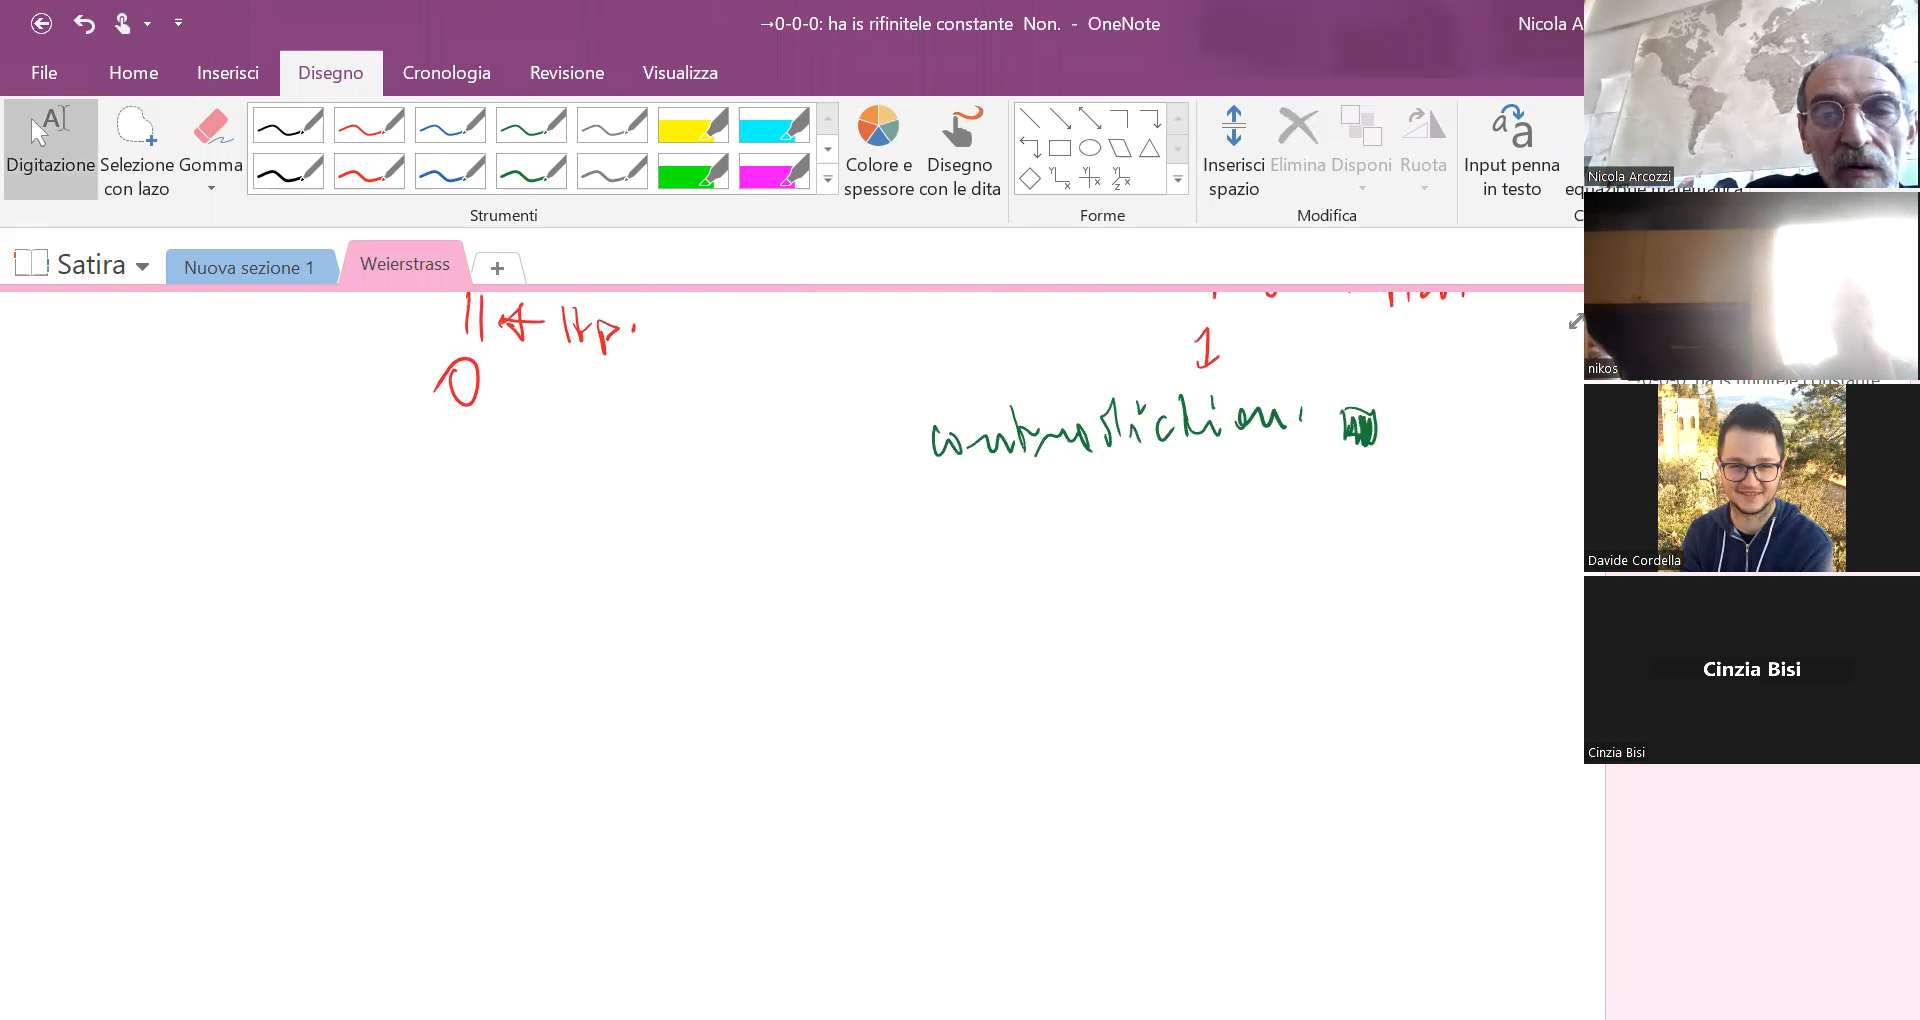 →0-0-0: ha is rifinitele constante Non. - OneNote
Nicola A
File Home Inserisci Disegno Cronologia Revisione Visualizza
Digitazione
Selezione con lazo
Gomma
Strumenti
Colore e spessore
Disegno con le dita
Forme
Inserisci spazio
Elimina
Disponi
Ruota
Modifica
Input penna in testo
Satira
Nuova sezione 1
Weierstrass
+
Hp.
0
1
contradiction.
Nicola Arcozzi
nikos
Davide Cordella
Cinzia Bisi
Cinzia Bisi